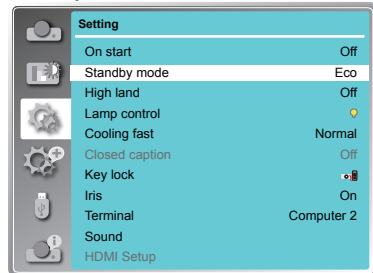 Setting
On start Off
Standby mode Eco
High land Off
Lamp control
Cooling fast Normal
Closed caption Off
Key lock
Iris On
Terminal Computer 2
Sound
HDMI Setup